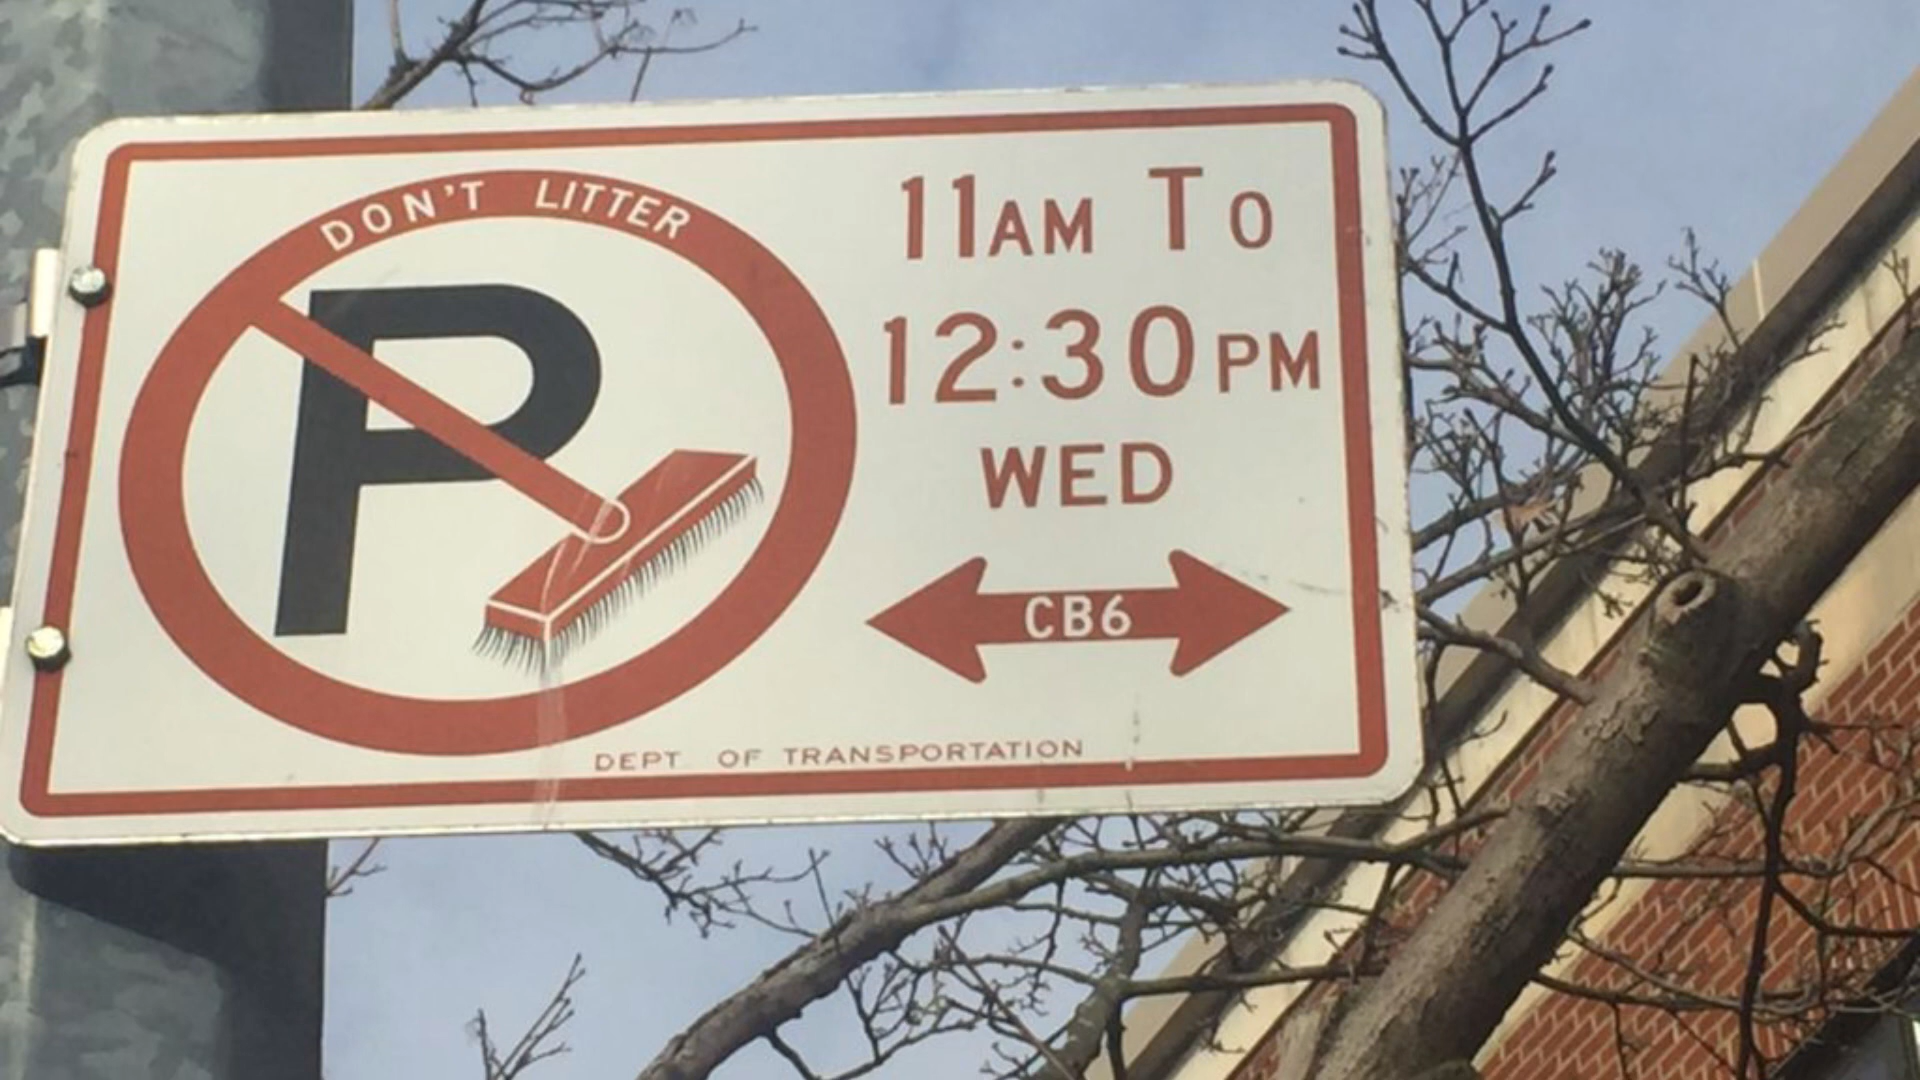 DON'T LITTER
P
11AM To
12:30PM
WED
CB6
DEPT OF TRANSPORTATION